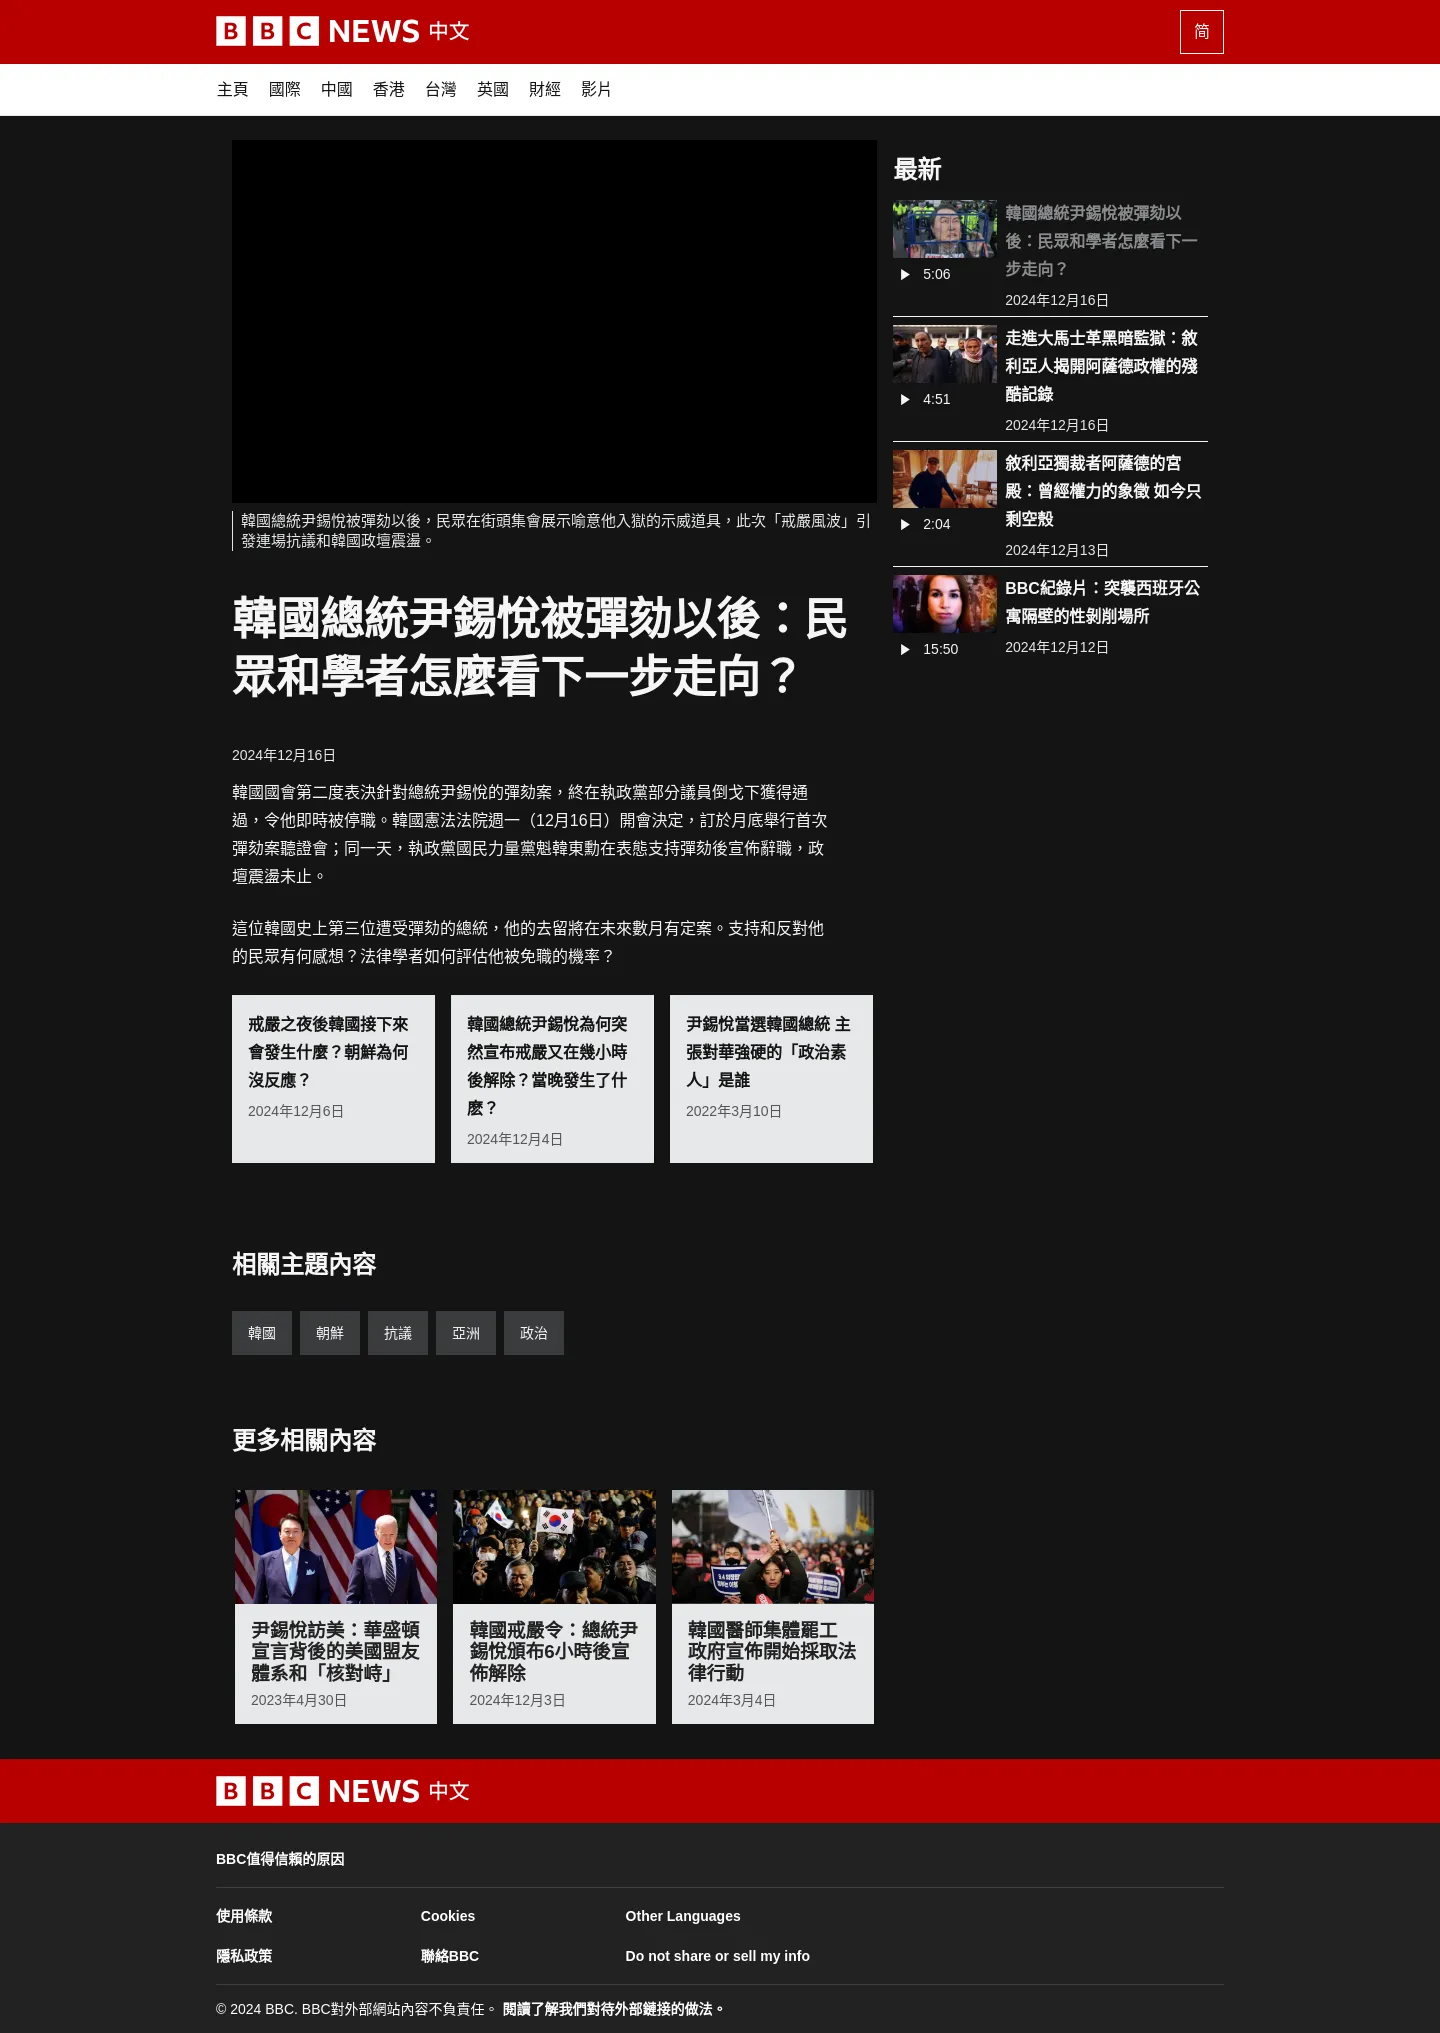 BBC NEWS 中文
简
主頁 國際 中國 香港 台灣 英國 財經 影片
韓國總統尹錫悅被彈劾以後，民眾在街頭集會展示喻意他入獄的示威道具，此次「戒嚴風波」引
發連場抗議和韓國政壇震盪。
韓國總統尹錫悅被彈劾以後：民
眾和學者怎麼看下一步走向？
2024年12月16日
韓國國會第二度表決針對總統尹錫悅的彈劾案，終在執政黨部分議員倒戈下獲得通
過，令他即時被停職。韓國憲法法院週一（12月16日）開會決定，訂於月底舉行首次
彈劾案聽證會；同一天，執政黨國民力量黨魁韓東勳在表態支持彈劾後宣佈辭職，政
壇震盪未止。
這位韓國史上第三位遭受彈劾的總統，他的去留將在未來數月有定案。支持和反對他
的民眾有何感想？法律學者如何評估他被免職的機率？
戒嚴之夜後韓國接下來
會發生什麼？朝鮮為何
沒反應？
2024年12月6日
韓國總統尹錫悅為何突
然宣布戒嚴又在幾小時
後解除？當晚發生了什
麽？
2024年12月4日
尹錫悅當選韓國總統 主
張對華強硬的「政治素
人」是誰
2022年3月10日
最新
韓國總統尹錫悅被彈劾以
後：民眾和學者怎麼看下一
步走向？
5:06
2024年12月16日
走進大馬士革黑暗監獄：敘
利亞人揭開阿薩德政權的殘
酷記錄
4:51
2024年12月16日
敘利亞獨裁者阿薩德的宮
殿：曾經權力的象徵 如今只
剩空殼
2:04
2024年12月13日
BBC紀錄片：突襲西班牙公
寓隔壁的性剝削場所
15:50
2024年12月12日
相關主題內容
韓國 朝鮮 抗議 亞洲 政治
更多相關內容
尹錫悅訪美：華盛頓
宣言背後的美國盟友
體系和「核對峙」
2023年4月30日
韓國戒嚴令：總統尹
錫悅頒布6小時後宣
佈解除
2024年12月3日
韓國醫師集體罷工
政府宣佈開始採取法
律行動
2024年3月4日
BBC NEWS 中文
BBC值得信賴的原因
使用條款 Cookies Other Languages
隱私政策 聯絡BBC Do not share or sell my info
© 2024 BBC. BBC對外部網站內容不負責任。 閱讀了解我們對待外部鏈接的做法。